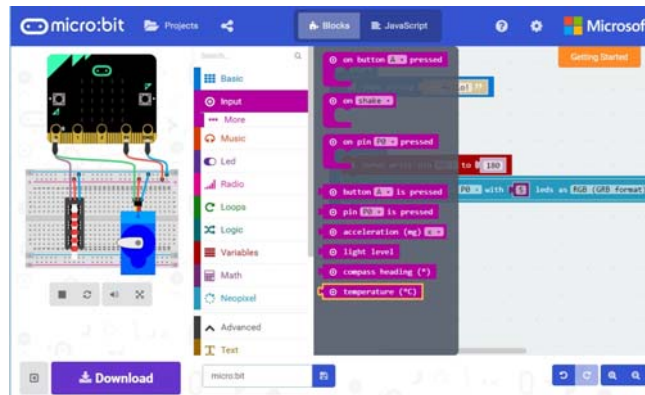 micro:bit Projects Blocks JavaScript Microsoft
Getting Started
Search...
Basic
Input
More
Music
Led
Radio
Loops
Logic
Variables
Math
Neopixel
Advanced
Text
on button A pressed
on shake
on pin P0 pressed
button A is pressed
pin P0 is pressed
acceleration (mg) x
light level
compass heading (°)
temperature (°C)
to 180
P0 with 5 leds as RGB (GRB format)
Download
micro:bit